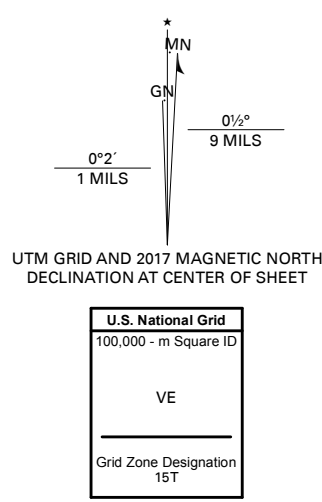 ★
MN
GN
0½°
9 MILS
0°2´
1 MILS
UTM GRID AND 2017 MAGNETIC NORTH
DECLINATION AT CENTER OF SHEET
U.S. National Grid
100,000 - m Square ID
VE
Grid Zone Designation
15T